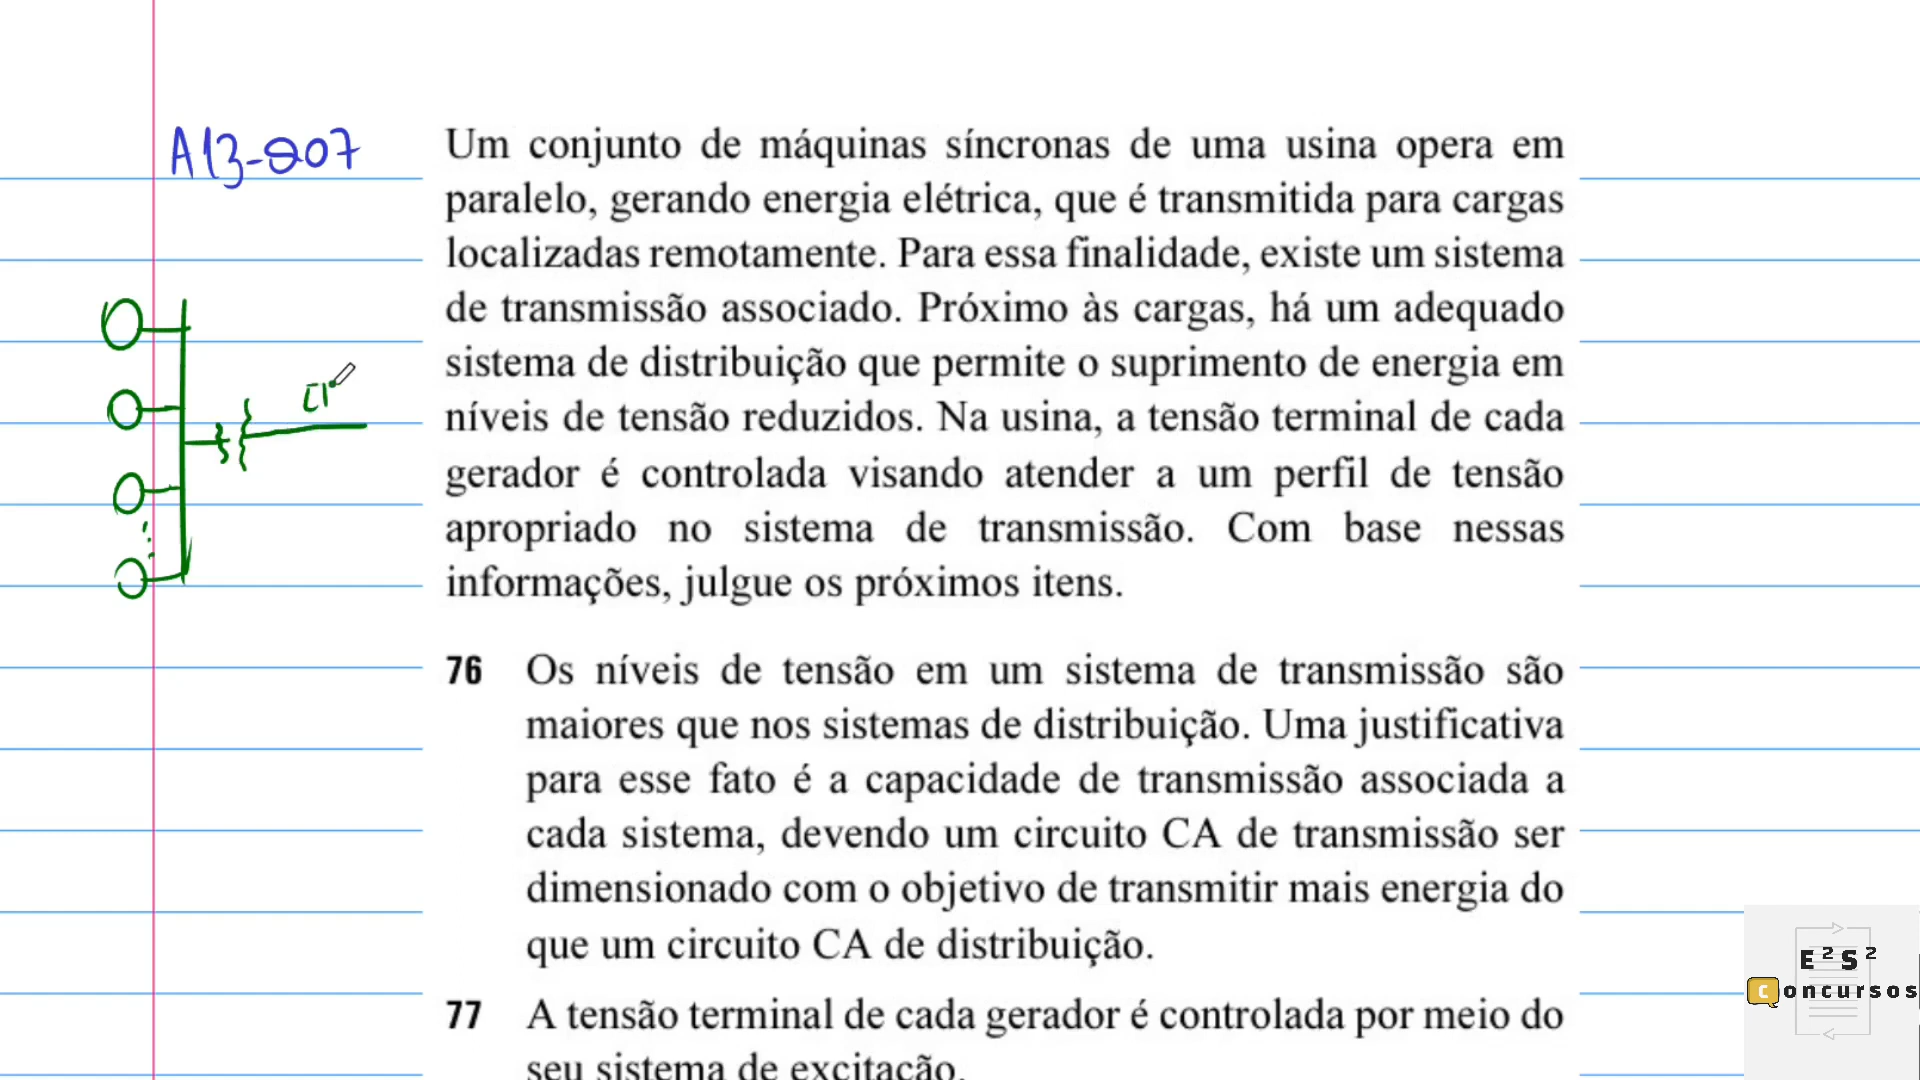 A13-Q07
Um conjunto de máquinas síncronas de uma usina opera em
paralelo, gerando energia elétrica, que é transmitida para cargas
localizadas remotamente. Para essa finalidade, existe um sistema
de transmissão associado. Próximo às cargas, há um adequado
sistema de distribuição que permite o suprimento de energia em
níveis de tensão reduzidos. Na usina, a tensão terminal de cada
gerador é controlada visando atender a um perfil de tensão
apropriado no sistema de transmissão. Com base nessas
informações, julgue os próximos itens.
76 Os níveis de tensão em um sistema de transmissão são
maiores que nos sistemas de distribuição. Uma justificativa
para esse fato é a capacidade de transmissão associada a
cada sistema, devendo um circuito CA de transmissão ser
dimensionado com o objetivo de transmitir mais energia do
que um circuito CA de distribuição.
77 A tensão terminal de cada gerador é controlada por meio do
seu sistema de excitação.
E²S²
Concursos